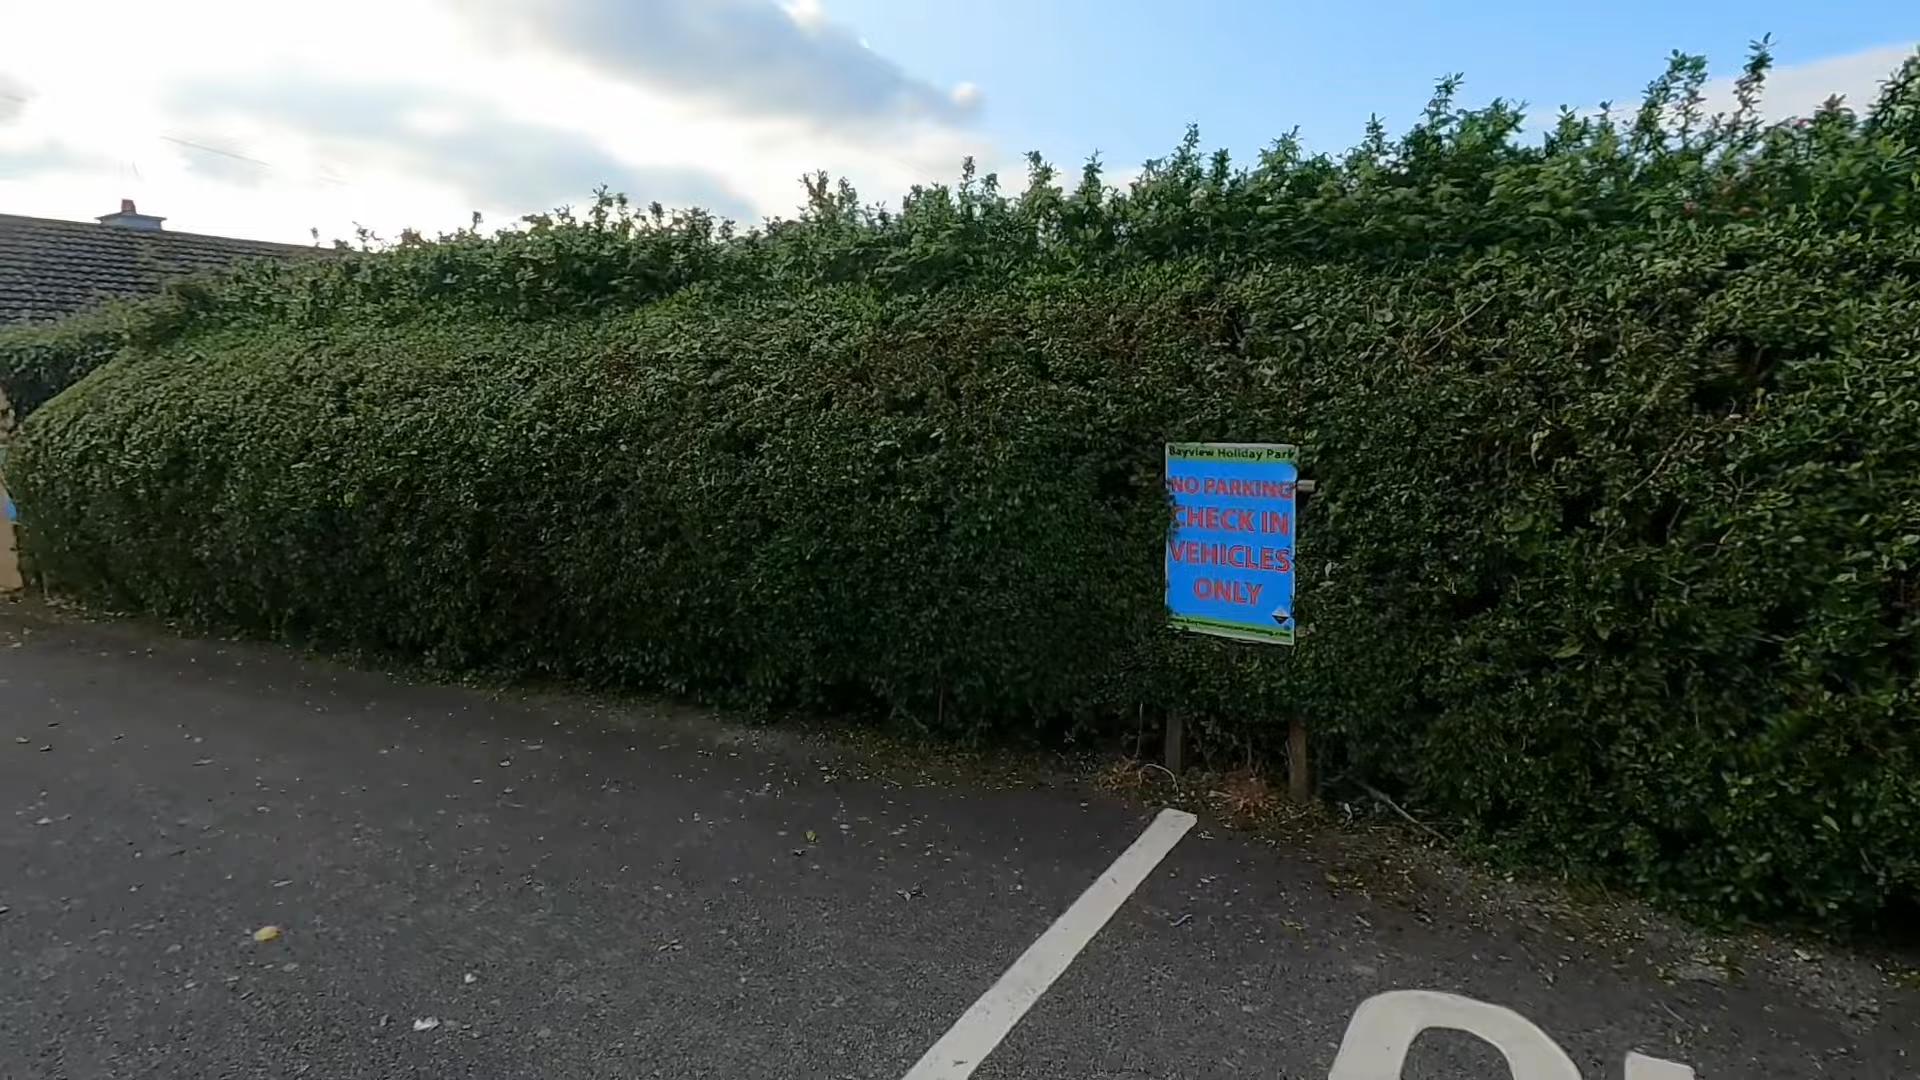 Bayview Holiday Park
NO PARKING
CHECK IN
VEHICLES
ONLY